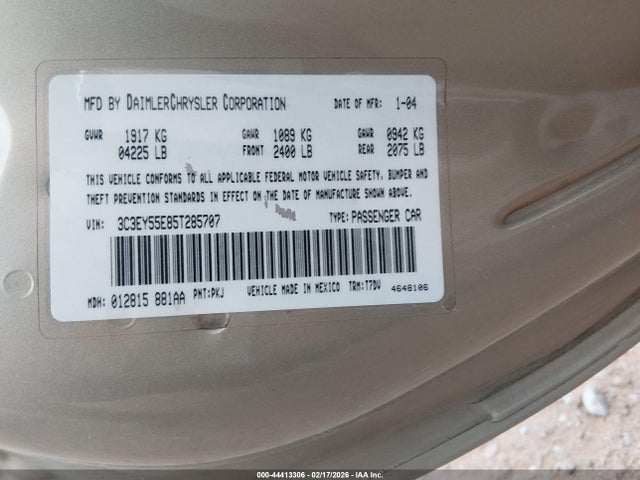 MFD BY DAIMLERCHRYSLER CORPORATION DATE OF MFR: 1-04
GVWR 1917 KG GAWR 1089 KG GAWR 0942 KG
04225 LB FRONT 2400 LB REAR 2075 LB
THIS VEHICLE CONFORMS TO ALL APPLICABLE FEDERAL MOTOR VEHICLE SAFETY, BUMPER AND
THEFT PREVENTION STANDARDS IN EFFECT ON THE DATE OF MANUFACTURE SHOWN ABOVE.
VIN: 3C3EY55E85T285707 TYPE: PASSENGER CAR
MDH: 012815 881AA PNT: PKJ VEHICLE MADE IN MEXICO TRM: T7DV 4648106
000-44413306 - 02/17/2026 - IAA Inc.